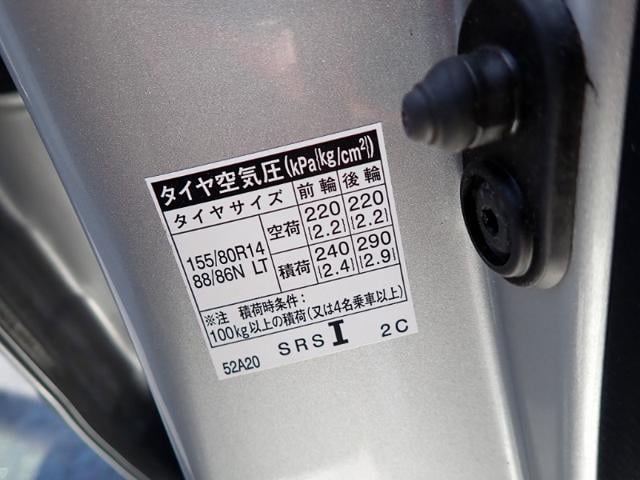 タイヤ空気圧(kPa{kg/cm²})
タイヤサイズ 前輪 後輪
155/80R14 88/86N LT 空荷 220{2.2} 220{2.2}
積荷 240{2.4} 290{2.9}
※注 積荷時条件:
100kg以上の積荷(又は4名乗車以上)
52A20 SRS I 2C